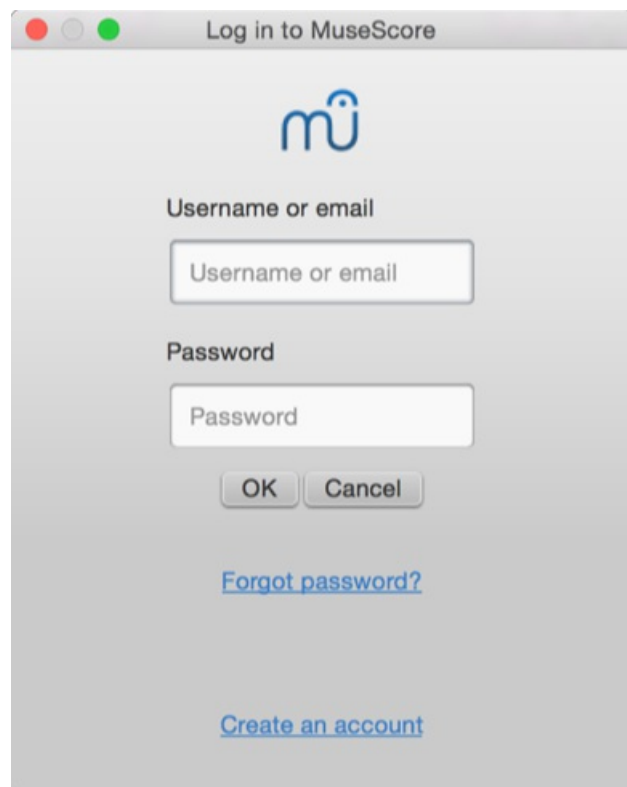 Log in to MuseScore
mû
Username or email
Username or email
Password
Password
OK Cancel
Forgot password?
Create an account